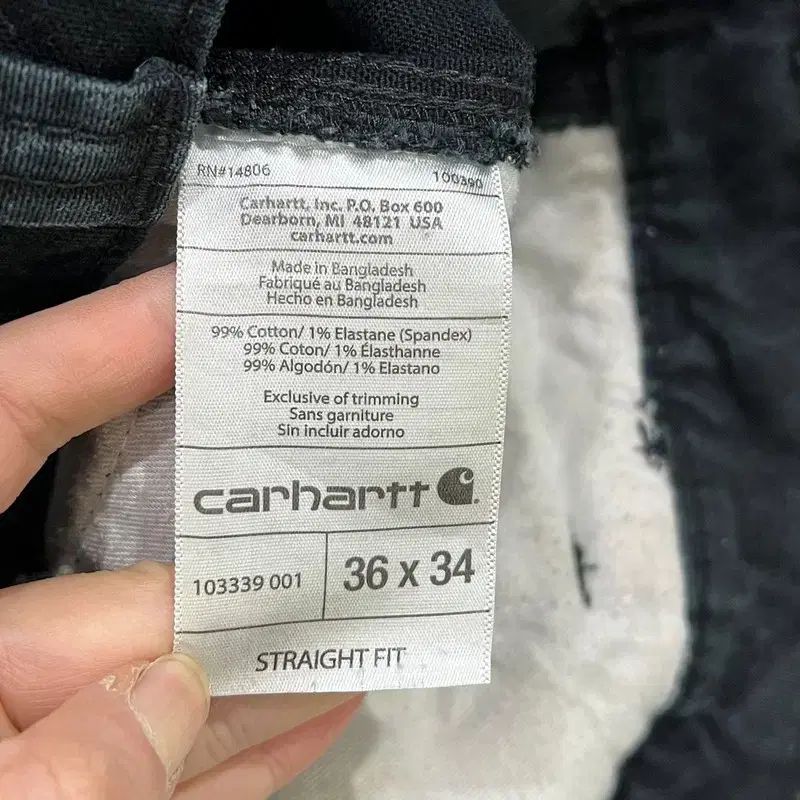 RN#14806 100390
Carhartt, Inc. P.O. Box 600
Dearborn, MI 48121 USA
carhartt.com
Made in Bangladesh
Fabriqué au Bangladesh
Hecho en Bangladesh
99% Cotton/ 1% Elastane (Spandex)
99% Coton/ 1% Élasthanne
99% Algodón/ 1% Elastano
Exclusive of trimming
Sans garniture
Sin incluir adorno
carhartt
103339 001 36 x 34
STRAIGHT FIT